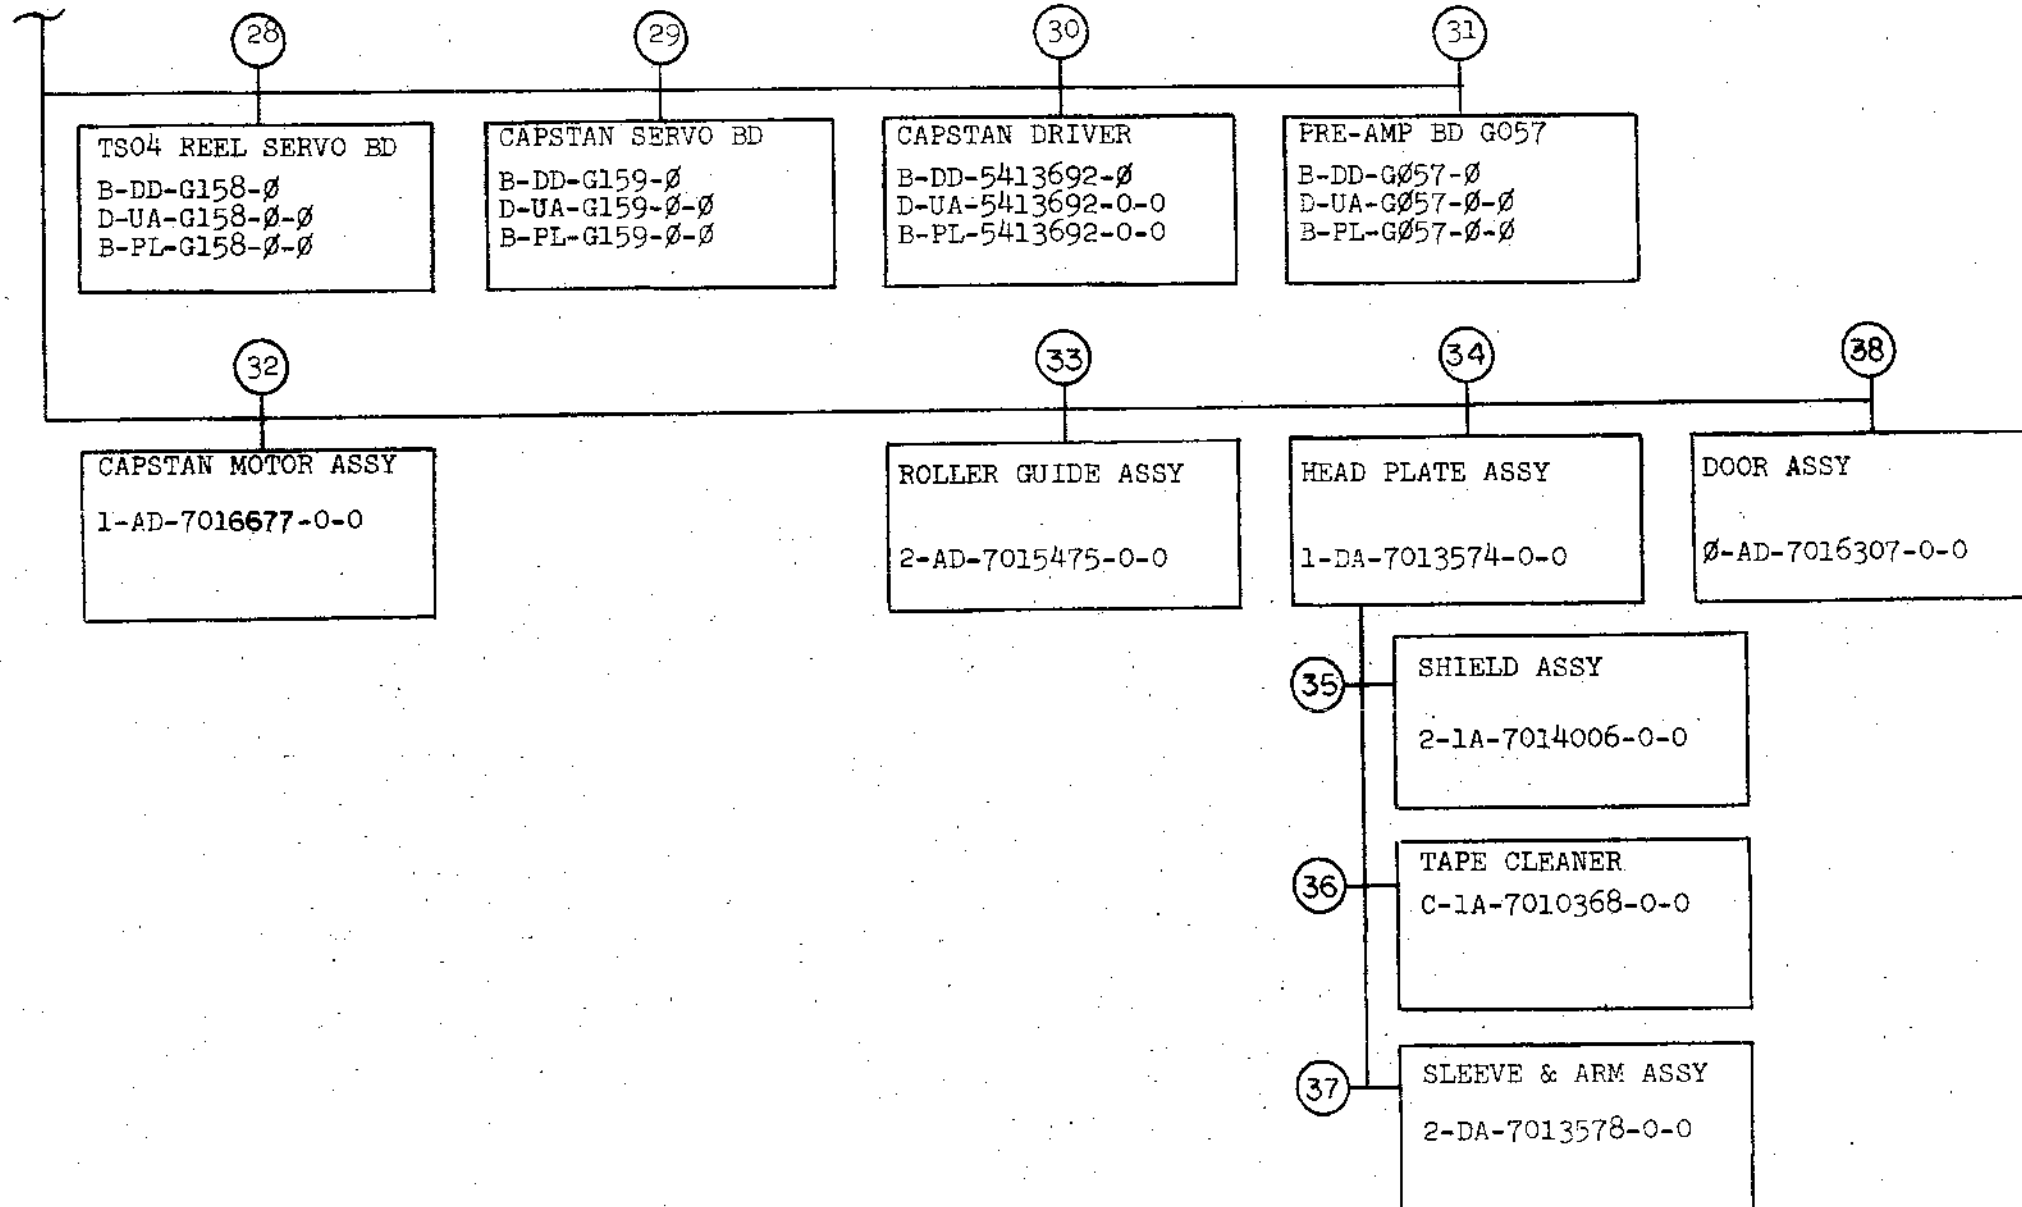 28
29
30
31
TS04 REEL SERVO BD
B-DD-G158-Ø
D-UA-G158-Ø-Ø
B-PL-G158-Ø-Ø
CAPSTAN SERVO BD
B-DD-G159-Ø
D-UA-G159-Ø-Ø
B-PL-G159-Ø-Ø
CAPSTAN DRIVER
B-DD-5413692-Ø
D-UA-5413692-0-0
B-PL-5413692-0-0
PRE-AMP BD G057
B-DD-GØ57-Ø
D-UA-GØ57-Ø-Ø
B-PL-GØ57-Ø-Ø
32
33
34
38
CAPSTAN MOTOR ASSY
1-AD-7016677-0-0
ROLLER GUIDE ASSY
2-AD-7015475-0-0
HEAD PLATE ASSY
1-DA-7013574-0-0
DOOR ASSY
Ø-AD-7016307-0-0
35
SHIELD ASSY
2-1A-7014006-0-0
36
TAPE CLEANER
C-1A-7010368-0-0
37
SLEEVE & ARM ASSY
2-DA-7013578-0-0